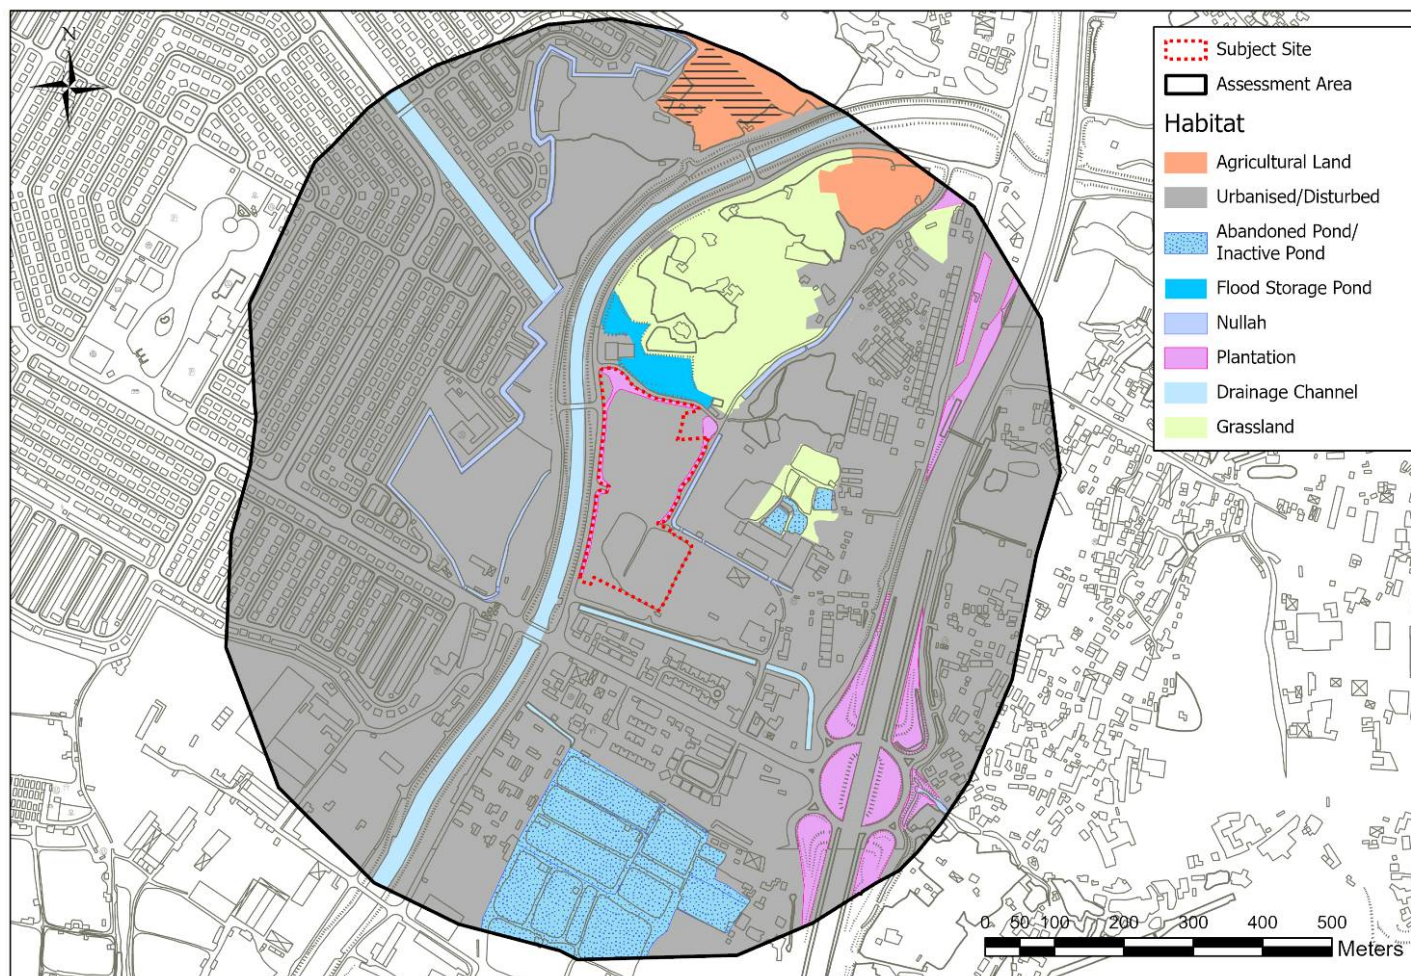 N
Subject Site
Assessment Area
Habitat
Agricultural Land
Urbanised/Disturbed
Abandoned Pond/
Inactive Pond
Flood Storage Pond
Nullah
Plantation
Drainage Channel
Grassland
0 50 100 200 300 400 500
Meters